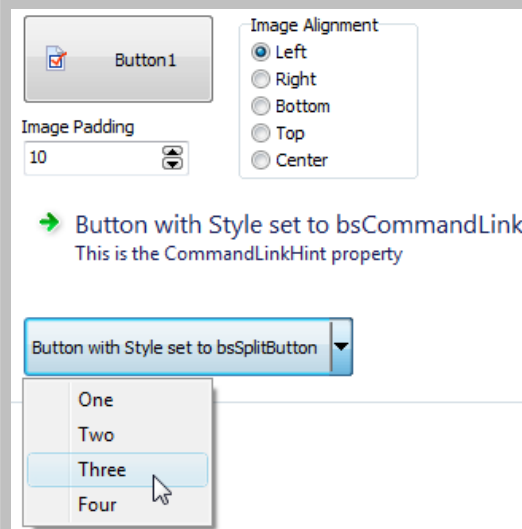 Button1
Image Alignment
Left
Right
Bottom
Top
Center
Image Padding
10
Button with Style set to bsCommandLink
This is the CommandLinkHint property
Button with Style set to bsSplitButton
One
Two
Three
Four